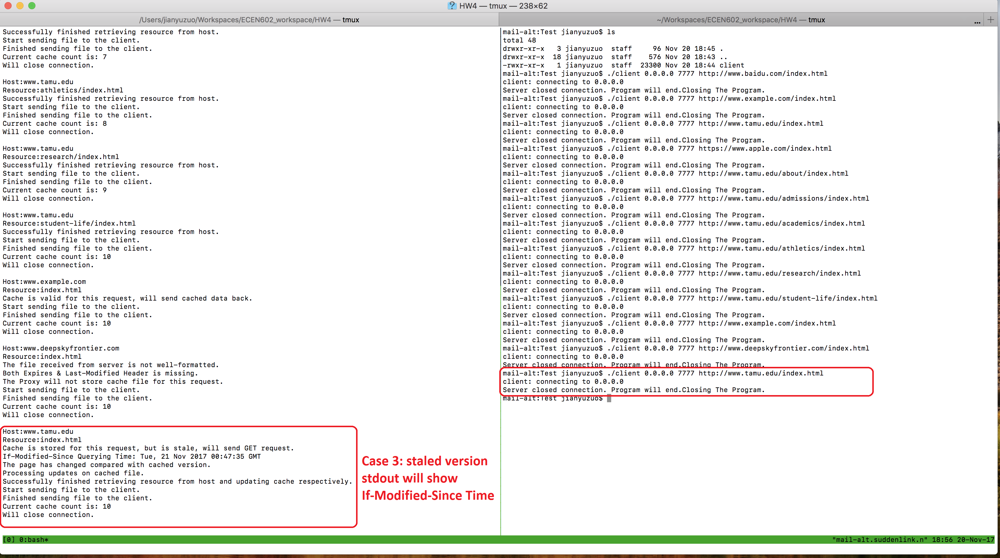 HW4 — tmux — 238×62
/Users/jianyuzuo/Workspaces/ECEN602_workspace/HW4 — tmux
~/Workspaces/ECEN602_workspace/HW4 — tmux
Successfully finished retrieving resource from host.
Start sending file to the client.
Finished sending file to the client.
Current cache count is: 7
Will close connection.
Host:www.tamu.edu
Resource:athletics/index.html
Successfully finished retrieving resource from host.
Start sending file to the client.
Finished sending file to the client.
Current cache count is: 8
Will close connection.
Host:www.tamu.edu
Resource:research/index.html
Successfully finished retrieving resource from host.
Start sending file to the client.
Finished sending file to the client.
Current cache count is: 9
Will close connection.
Host:www.tamu.edu
Resource:student-life/index.html
Successfully finished retrieving resource from host.
Start sending file to the client.
Finished sending file to the client.
Current cache count is: 10
Will close connection.
Host:www.example.com
Resource:index.html
Cache is valid for this request, will send cached data back.
Start sending file to the client.
Finished sending file to the client.
Current cache count is: 10
Will close connection.
Host:www.deepskyfrontier.com
Resource:index.html
The file received from server is not well-formatted.
Both Expires & Last-Modified Header is missing.
The Proxy will not store cache file for this request.
Start sending file to the client.
Finished sending file to the client.
Current cache count is: 10
Will close connection.
Host:www.tamu.edu
Resource:index.html
Cache is stored for this request, but is stale, will send GET request.
If-Modified-Since Querying Time: Tue, 21 Nov 2017 00:47:35 GMT
The page has changed compared with cached version.
Processing updates on cached file.
Successfully finished retrieving resource from host and updating cache respectively.
Start sending file to the client.
Finished sending file to the client.
Current cache count is: 10
Will close connection.
Case 3: staled version
stdout will show
If-Modified-Since Time
mail-alt:Test jianyuzuo$ ls
total 48
drwxr-xr-x   3 jianyuzuo  staff     96 Nov 20 18:45 .
drwxr-xr-x  18 jianyuzuo  staff    576 Nov 20 18:43 ..
-rwxr-xr-x   1 jianyuzuo  staff  23300 Nov 20 18:44 client
mail-alt:Test jianyuzuo$ ./client 0.0.0.0 7777 http://www.baidu.com/index.html
client: connecting to 0.0.0.0
Server closed connection. Program will end.Closing The Program.
mail-alt:Test jianyuzuo$ ./client 0.0.0.0 7777 http://www.example.com/index.html
client: connecting to 0.0.0.0
Server closed connection. Program will end.Closing The Program.
mail-alt:Test jianyuzuo$ ./client 0.0.0.0 7777 http://www.tamu.edu/index.html
client: connecting to 0.0.0.0
Server closed connection. Program will end.Closing The Program.
mail-alt:Test jianyuzuo$ ./client 0.0.0.0 7777 https://www.apple.com/index.html
client: connecting to 0.0.0.0
Server closed connection. Program will end.Closing The Program.
mail-alt:Test jianyuzuo$ ./client 0.0.0.0 7777 http://www.tamu.edu/about/index.html
client: connecting to 0.0.0.0
Server closed connection. Program will end.Closing The Program.
mail-alt:Test jianyuzuo$ ./client 0.0.0.0 7777 http://www.tamu.edu/admissions/index.html
client: connecting to 0.0.0.0
Server closed connection. Program will end.Closing The Program.
mail-alt:Test jianyuzuo$ ./client 0.0.0.0 7777 http://www.tamu.edu/academics/index.html
client: connecting to 0.0.0.0
Server closed connection. Program will end.Closing The Program.
mail-alt:Test jianyuzuo$ ./client 0.0.0.0 7777 http://www.tamu.edu/athletics/index.html
client: connecting to 0.0.0.0
Server closed connection. Program will end.Closing The Program.
mail-alt:Test jianyuzuo$ ./client 0.0.0.0 7777 http://www.tamu.edu/research/index.html
client: connecting to 0.0.0.0
Server closed connection. Program will end.Closing The Program.
mail-alt:Test jianyuzuo$ ./client 0.0.0.0 7777 http://www.tamu.edu/student-life/index.html
client: connecting to 0.0.0.0
Server closed connection. Program will end.Closing The Program.
mail-alt:Test jianyuzuo$ ./client 0.0.0.0 7777 http://www.example.com/index.html
client: connecting to 0.0.0.0
Server closed connection. Program will end.Closing The Program.
mail-alt:Test jianyuzuo$ ./client 0.0.0.0 7777 http://www.deepskyfrontier.com/index.html
client: connecting to 0.0.0.0
Server closed connection. Program will end.Closing The Program.
mail-alt:Test jianyuzuo$ ./client 0.0.0.0 7777 http://www.tamu.edu/index.html
client: connecting to 0.0.0.0
Server closed connection. Program will end.Closing The Program.
mail-alt:Test jianyuzuo$
[0] 0:bash*
"mail-alt.suddenlink.n" 18:56 20-Nov-17